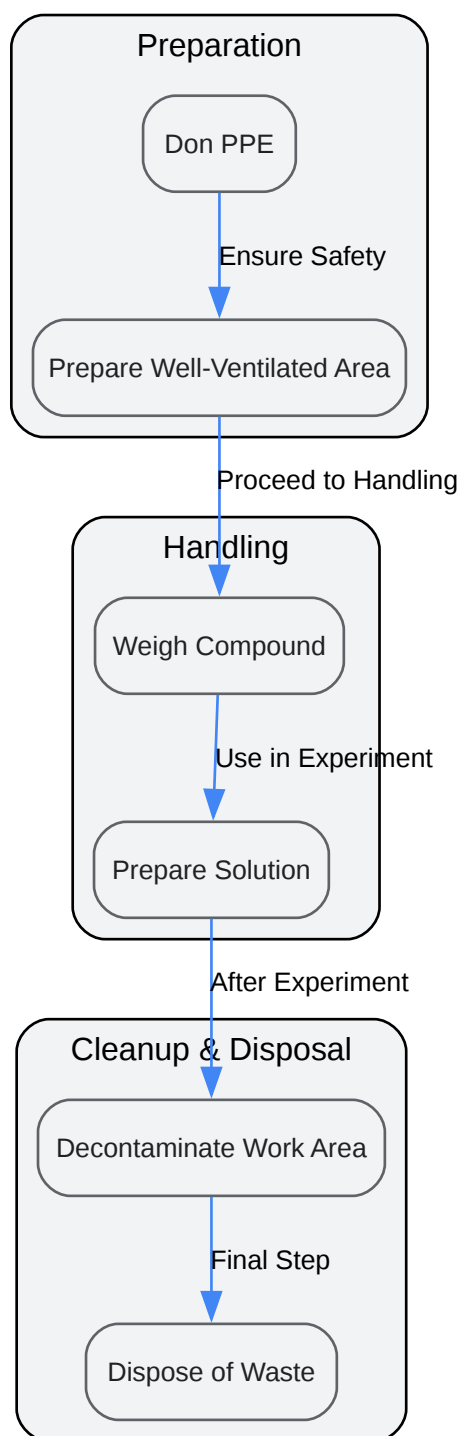 Preparation
Don PPE
Ensure Safety
Prepare Well-Ventilated Area
Proceed to Handling
Handling
Weigh Compound
Use in Experiment
Prepare Solution
After Experiment
Cleanup & Disposal
Decontaminate Work Area
Final Step
Dispose of Waste